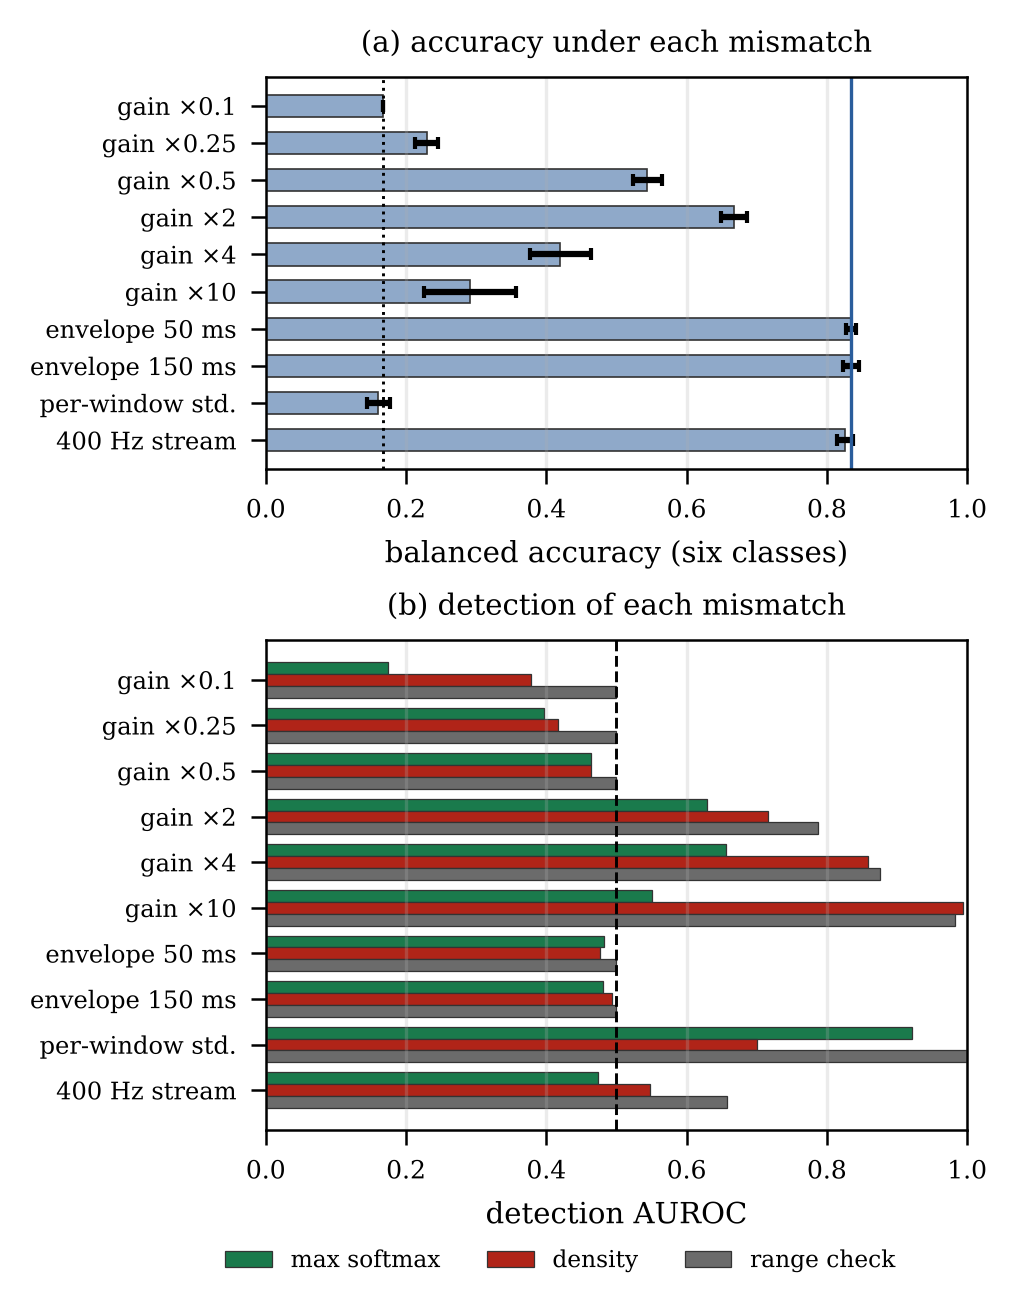 (a) accuracy under each mismatch
gain ×0.1
gain ×0.25
gain ×0.5
gain ×2
gain ×4
gain ×10
envelope 50 ms
envelope 150 ms
per-window std.
400 Hz stream
0.0 0.2 0.4 0.6 0.8 1.0
balanced accuracy (six classes)
(b) detection of each mismatch
gain ×0.1
gain ×0.25
gain ×0.5
gain ×2
gain ×4
gain ×10
envelope 50 ms
envelope 150 ms
per-window std.
400 Hz stream
0.0 0.2 0.4 0.6 0.8 1.0
detection AUROC
max softmax density range check